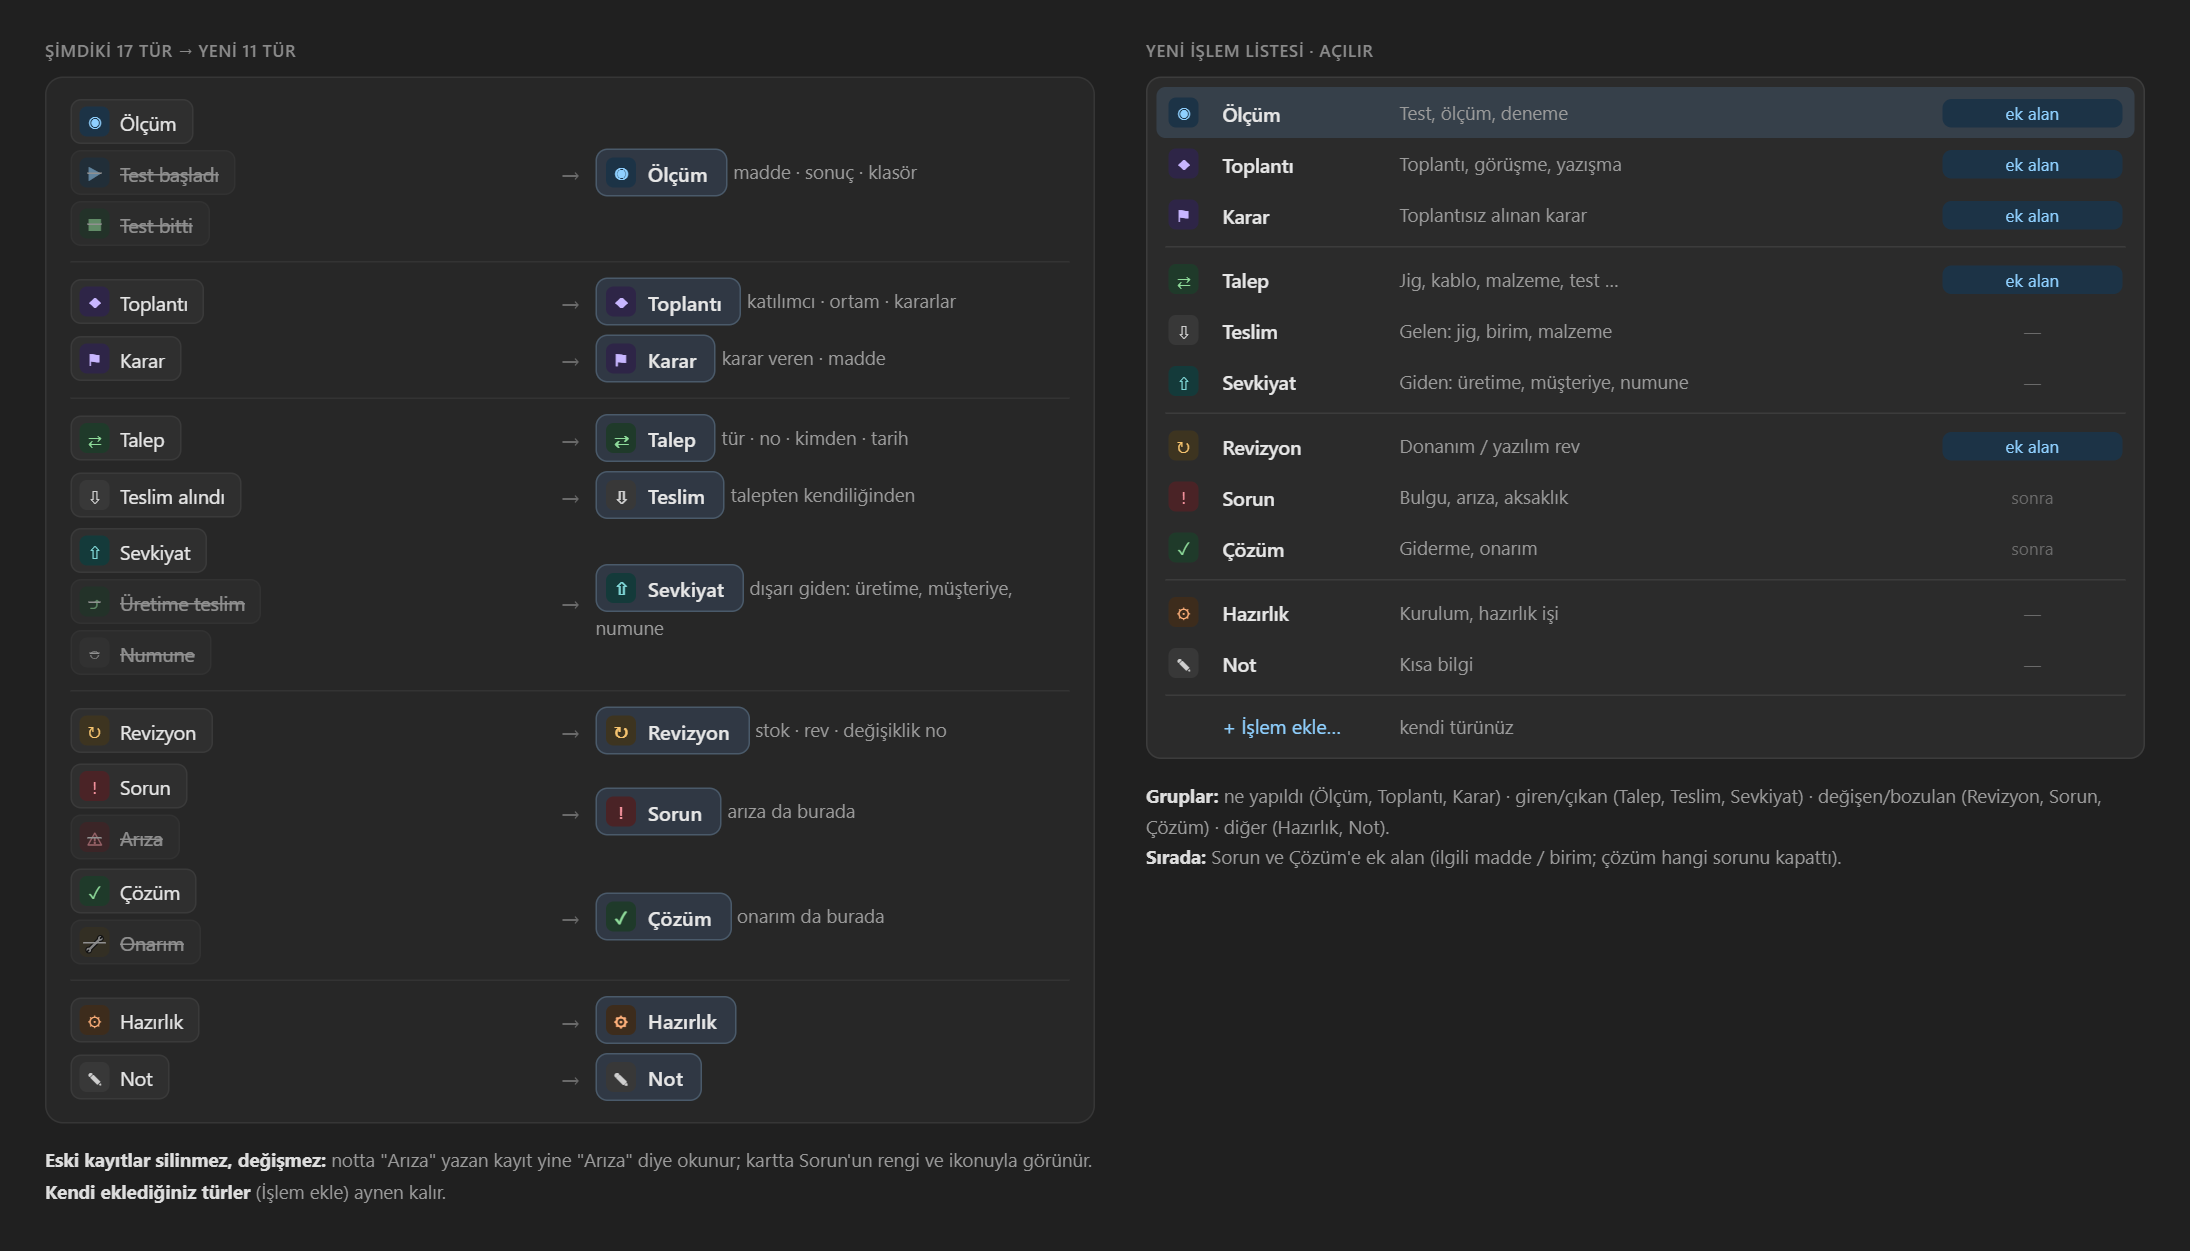 ŞİMDİKİ 17 TÜR → YENİ 11 TÜR
Ölçüm
Test başladı
Test bitti
→ Ölçüm madde · sonuç · klasör
Toplantı → Toplantı katılımcı · ortam · kararlar
Karar → Karar karar veren · madde
Talep → Talep tür · no · kimden · tarih
Teslim alındı → Teslim talepten kendiliğinden
Sevkiyat
Üretime teslim
Numune
→ Sevkiyat dışarı giden: üretime, müşteriye,
numune
Revizyon → Revizyon stok · rev · değişiklik no
Sorun
Arıza
→ Sorun arıza da burada
Çözüm
Onarım
→ Çözüm onarım da burada
Hazırlık → Hazırlık
Not → Not
Eski kayıtlar silinmez, değişmez: notta "Arıza" yazan kayıt yine "Arıza" diye okunur; kartta Sorun'un rengi ve ikonuyla görünür.
Kendi eklediğiniz türler (İşlem ekle) aynen kalır.
YENİ İŞLEM LİSTESİ · AÇILIR
Ölçüm Test, ölçüm, deneme ek alan
Toplantı Toplantı, görüşme, yazışma ek alan
Karar Toplantısız alınan karar ek alan
Talep Jig, kablo, malzeme, test ... ek alan
Teslim Gelen: jig, birim, malzeme —
Sevkiyat Giden: üretime, müşteriye, numune —
Revizyon Donanım / yazılım rev ek alan
Sorun Bulgu, arıza, aksaklık sonra
Çözüm Giderme, onarım sonra
Hazırlık Kurulum, hazırlık işi —
Not Kısa bilgi —
+ İşlem ekle... kendi türünüz
Gruplar: ne yapıldı (Ölçüm, Toplantı, Karar) · giren/çıkan (Talep, Teslim, Sevkiyat) · değişen/bozulan (Revizyon, Sorun,
Çözüm) · diğer (Hazırlık, Not).
Sırada: Sorun ve Çözüm'e ek alan (ilgili madde / birim; çözüm hangi sorunu kapattı).